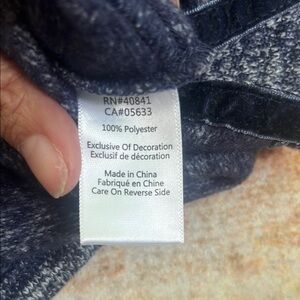 RN#40841
CA#05633
100% Polyester
Exclusive Of Decoration
Exclusif de décoration
Made in China
Fabriqué en Chine
Care On Reverse Side